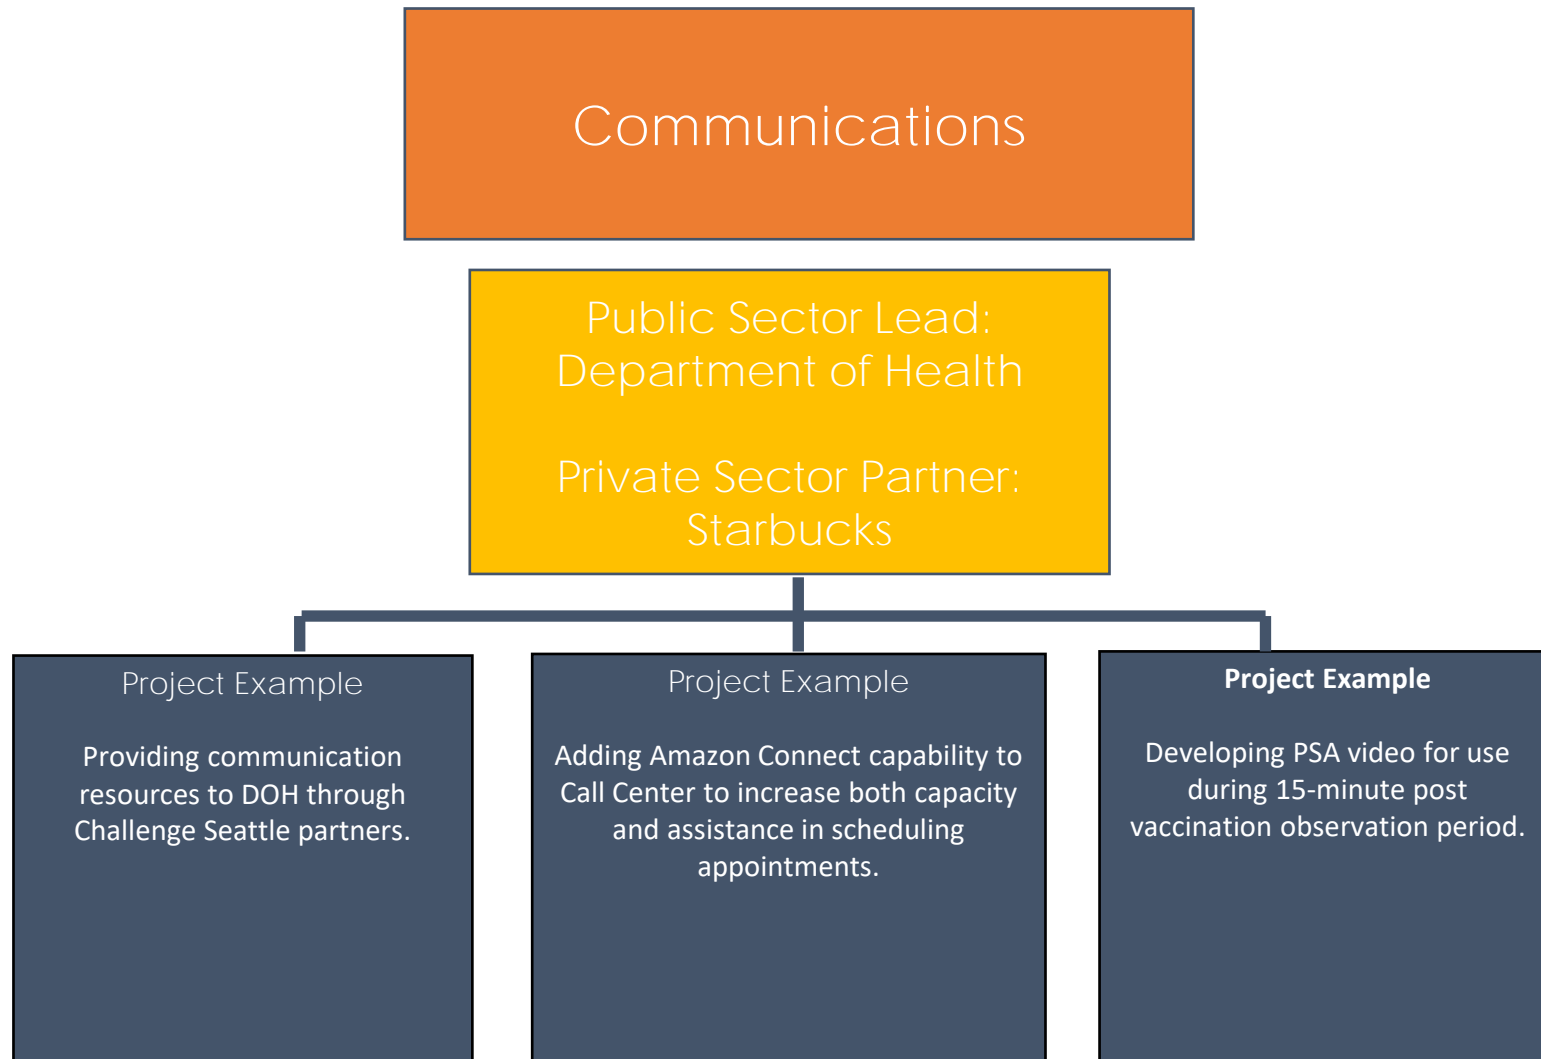 Communications
Public Sector Lead:
Department of Health
Private Sector Partner:
Starbucks
Project Example
Providing communication
resources to DOH through
Challenge Seattle partners.
Project Example
Adding Amazon Connect capability to
Call Center to increase both capacity
and assistance in scheduling
appointments.
Project Example
Developing PSA video for use
during 15-minute post
vaccination observation period.